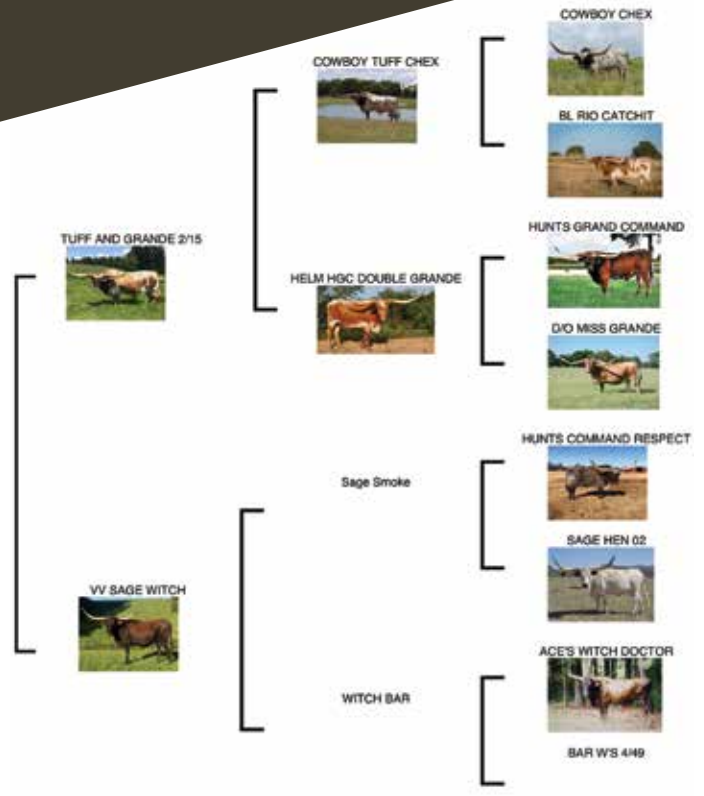 COWBOY CHEX
COWBOY TUFF CHEX
BL RIO CATCHIT
TUFF AND GRANDE 2/15
HUNTS GRAND COMMAND
HELM HGC DOUBLE GRANDE
D/O MISS GRANDE
HUNTS COMMAND RESPECT
Sage Smoke
SAGE HEN 02
VV SAGE WITCH
ACE'S WITCH DOCTOR
WITCH BAR
BAR W'S 4/49